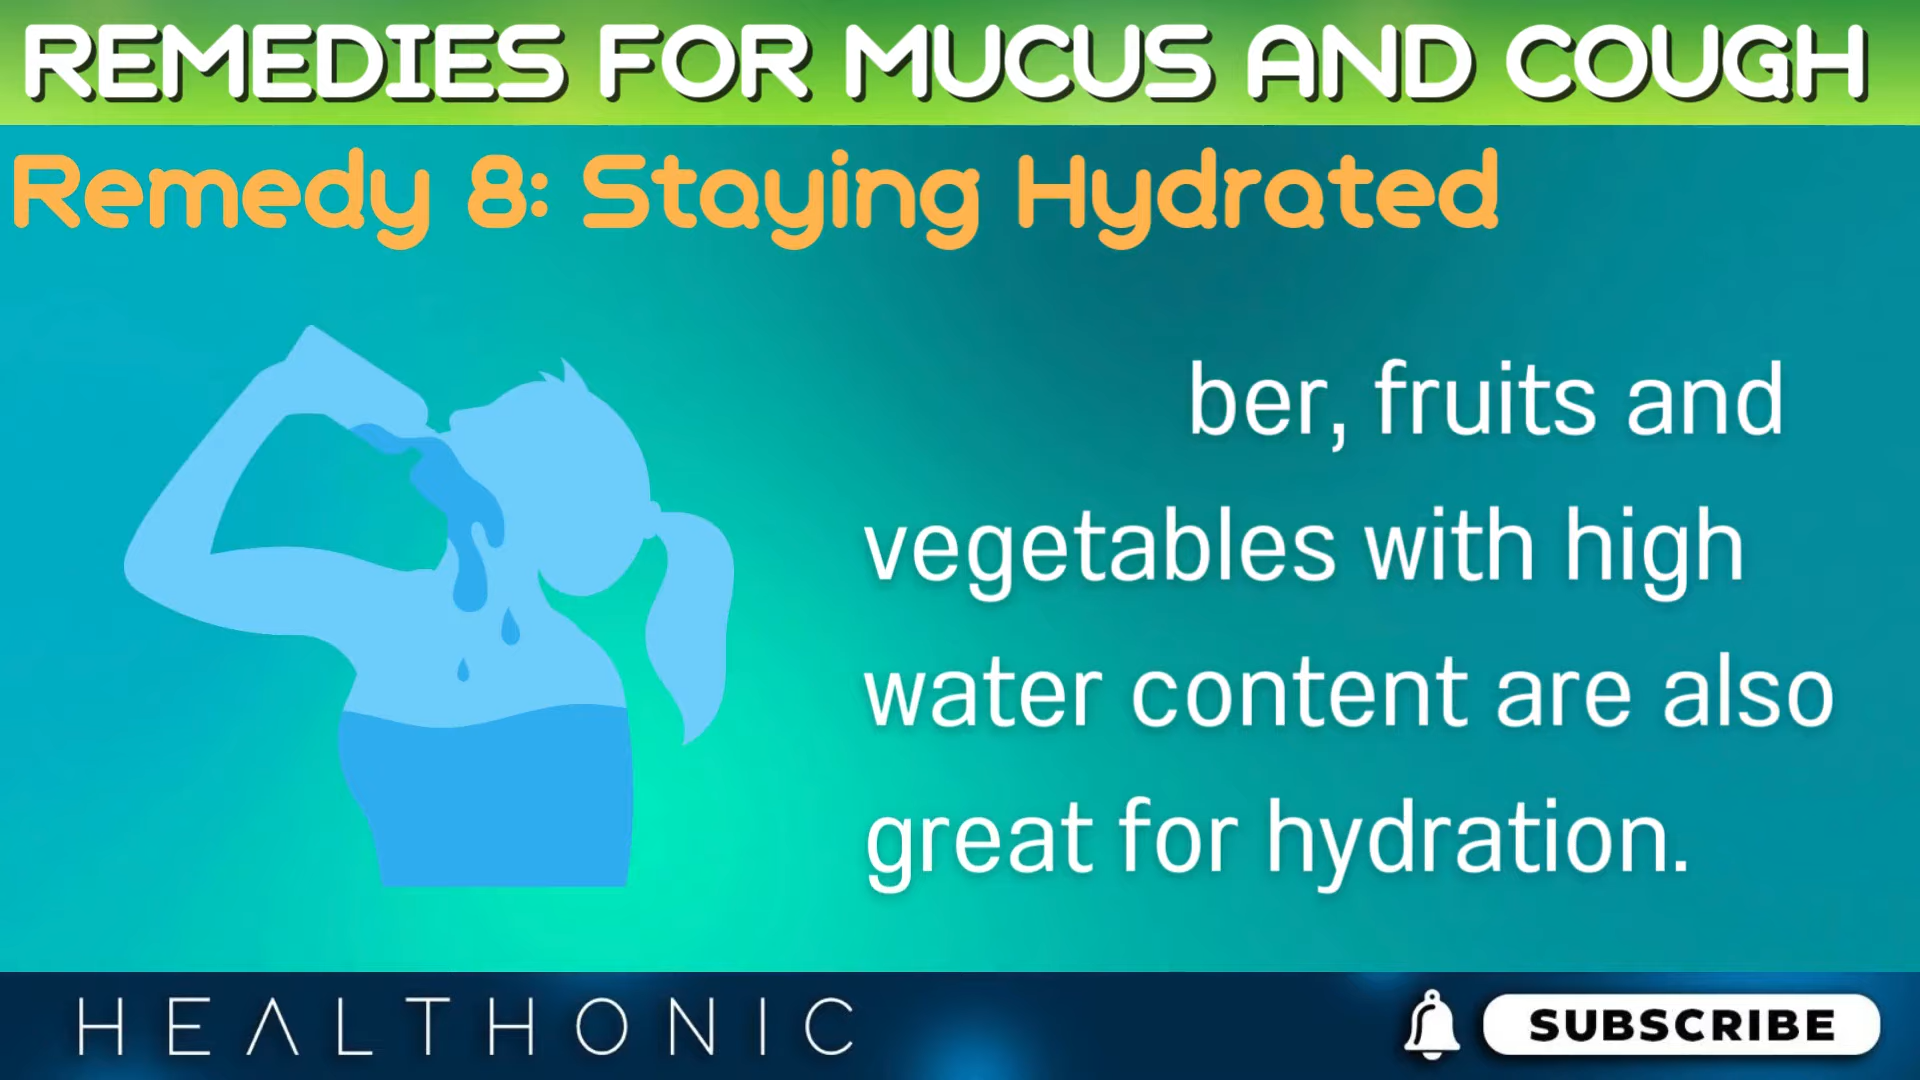 REMEDIES FOR MUCUS AND COUGH
Remedy 8: Staying Hydrated
ber, fruits and
vegetables with high
water content are also
great for hydration.
HEALTHONIC
SUBSCRIBE